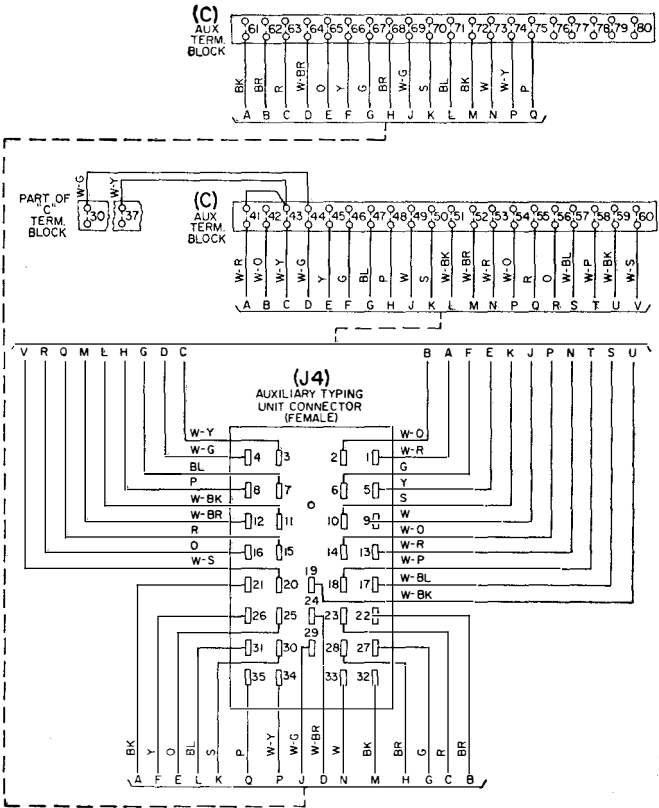 (C)
AUX
TERM.
BLOCK
61 62 63 64 65 66 67 68 69 70 71 72 73 74 75 76 77 78 79 80
BK BR R W-BR O Y G BR W-G S BL BK W W-Y P
A B C D E F G H J K L M N P Q
PART OF
"C"
TERM.
BLOCK
W-G W-Y
30 37
(C)
AUX
TERM.
BLOCK
41 42 43 44 45 46 47 48 49 50 51 52 53 54 55 56 57 58 59 60
W-R W-O W-Y W-G Y G BL P W S W-BK W-BR W-R W-O R O W-BL W-P W-BK W-S
A B C D E F G H J K L M N P Q R S T U V
V R Q M L H G D C B A F E K J P N T S U
(J4)
AUXILIARY TYPING
UNIT CONNECTOR
(FEMALE)
W-Y W-O
W-G 4 3 2 1 W-R
BL G
P 8 7 6 5 Y
W-BK S
W-BR 12 11 10 9 W
R W-O
O 16 15 14 13 W-R
W-S W-P
19
21 20 18 17 W-BL
24 W-BK
26 25 23 22
29
31 30 28 27
35 34 33 32
BK Y O BL S P W-Y W-G W-BR W BK BR G R BR
A F E L K Q P J D N M H G C B